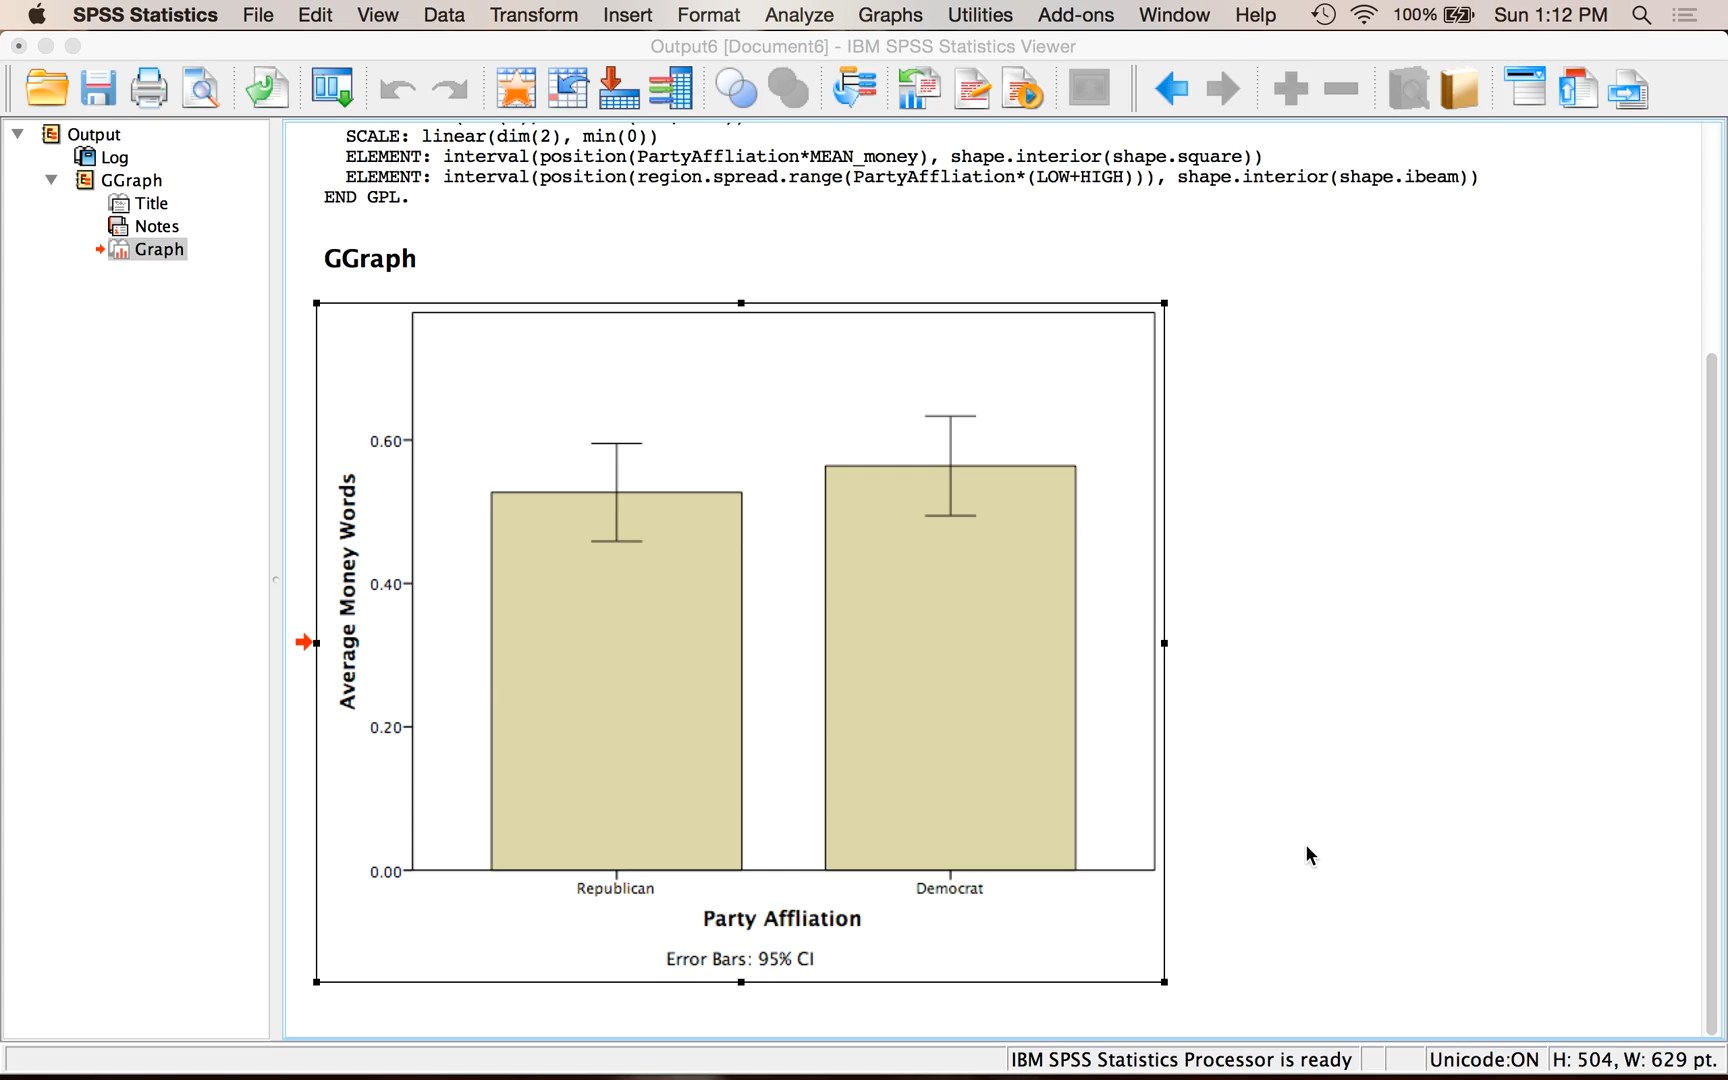 SPSS Statistics File Edit View Data Transform Insert Format Analyze Graphs Utilities Add-ons Window Help 100% Sun 1:12 PM
Output6 [Document6] - IBM SPSS Statistics Viewer
Output
Log
GGraph
Title
Notes
Graph
SCALE: linear(dim(2), min(0))
ELEMENT: interval(position(PartyAffliation*MEAN_money), shape.interior(shape.square))
ELEMENT: interval(position(region.spread.range(PartyAffliation*(LOW+HIGH))), shape.interior(shape.ibeam))
END GPL.
GGraph
Average Money Words
0.60
0.40
0.20
0.00
Republican Democrat
Party Affliation
Error Bars: 95% CI
IBM SPSS Statistics Processor is ready Unicode:ON H: 504, W: 629 pt.